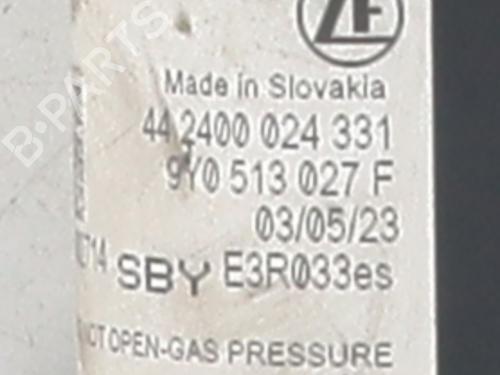 ZF
Made in Slovakia
44 2400 024 331
9Y0 513 027 F
03/05/23
SBY E3R033es
NOT OPEN-GAS PRESSURE
B-PARTS